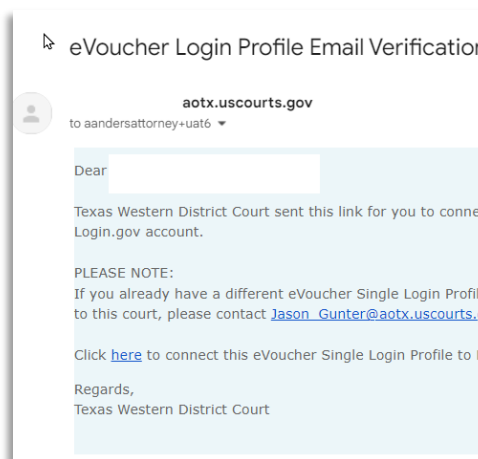 eVoucher Login Profile Email Verification
aotx.uscourts.gov
to aandersattorney+uat6
Dear
Texas Western District Court sent this link for you to conne
Login.gov account.
PLEASE NOTE:
If you already have a different eVoucher Single Login Profil
to this court, please contact Jason_Gunter@aotx.uscourts.
Click here to connect this eVoucher Single Login Profile to
Regards,
Texas Western District Court